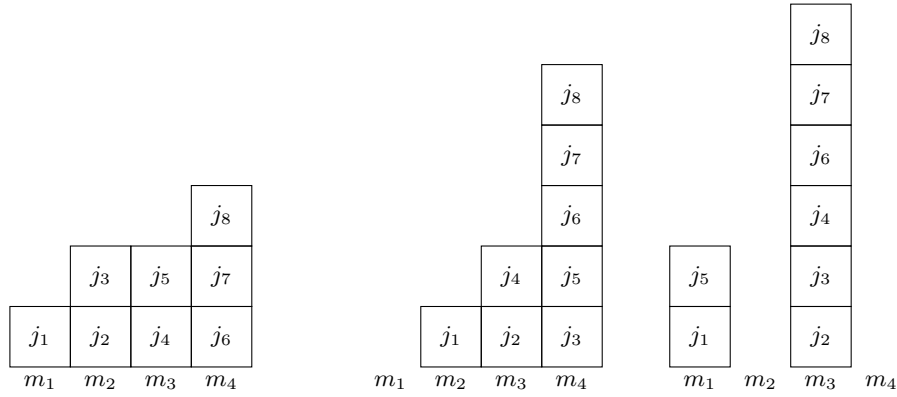 j₈
j₈
j₇
j₇
j₈
j₆
j₆
j₄
j₃ j₅ j₇ j₄ j₅ j₅ j₃
j₁ j₂ j₄ j₆ j₁ j₂ j₃ j₁ j₂
m₁ m₂ m₃ m₄ m₁ m₂ m₃ m₄ m₁ m₂ m₃ m₄